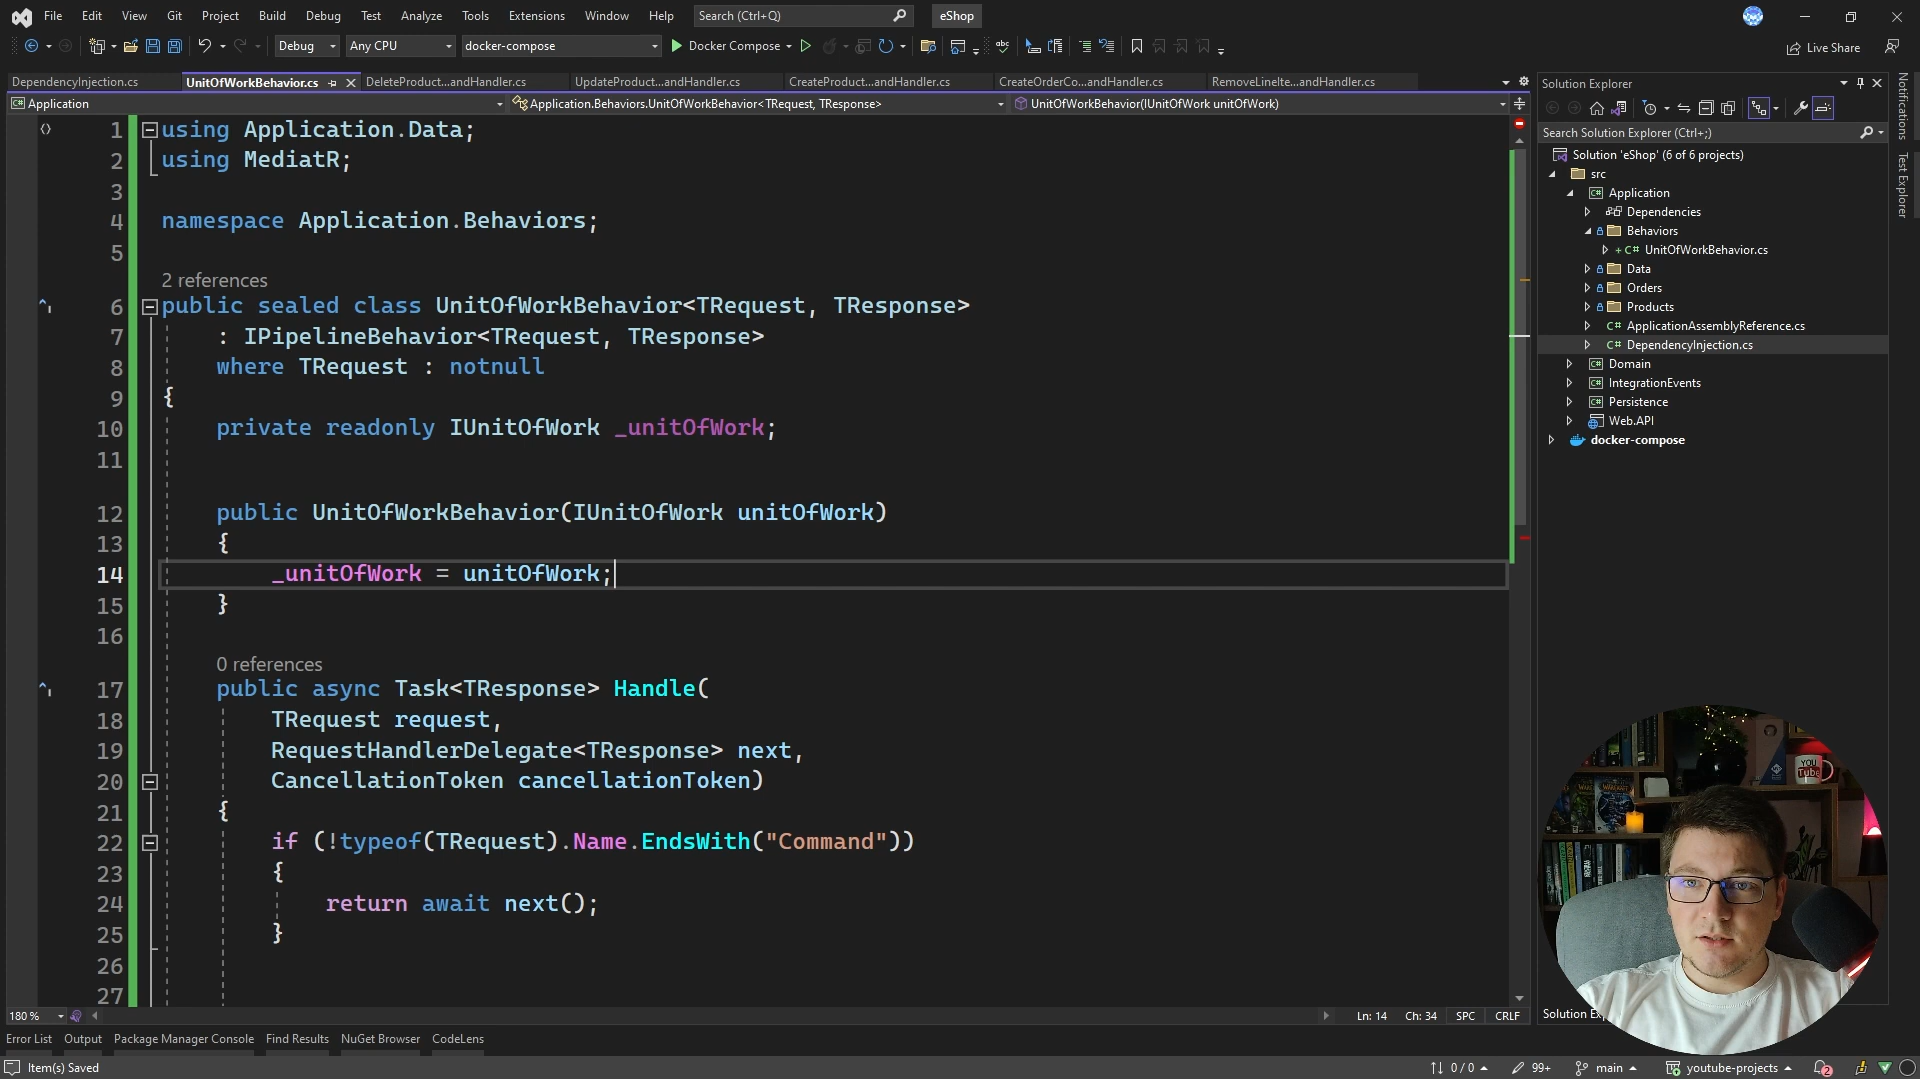 File Edit View Git Project Build Debug Test Analyze Tools Extensions Window Help Search (Ctrl+Q) eShop
Debug Any CPU docker-compose Docker Compose Live Share
DependencyInjection.cs UnitOfWorkBehavior.cs DeleteProduct...andHandler.cs UpdateProduct...andHandler.cs CreateProduct...andHandler.cs CreateOrderCo...andHandler.cs RemoveLineIte...andHandler.cs
Application Application.Behaviors.UnitOfWorkBehavior<TRequest, TResponse> UnitOfWorkBehavior(IUnitOfWork unitOfWork)
1 using Application.Data;
2 using MediatR;
3
4 namespace Application.Behaviors;
5
2 references
6 public sealed class UnitOfWorkBehavior<TRequest, TResponse>
7 : IPipelineBehavior<TRequest, TResponse>
8 where TRequest : notnull
9 {
10 private readonly IUnitOfWork _unitOfWork;
11
12 public UnitOfWorkBehavior(IUnitOfWork unitOfWork)
13 {
14 _unitOfWork = unitOfWork;
15 }
16
0 references
17 public async Task<TResponse> Handle(
18 TRequest request,
19 RequestHandlerDelegate<TResponse> next,
20 CancellationToken cancellationToken)
21 {
22 if (!typeof(TRequest).Name.EndsWith("Command"))
23 {
24 return await next();
25 }
26
27
180 % Ln: 14 Ch: 34 SPC CRLF
Error List Output Package Manager Console Find Results NuGet Browser CodeLens
Item(s) Saved 0 / 0 99+ main youtube-projects 2
Solution Explorer
Search Solution Explorer (Ctrl+;)
Solution 'eShop' (6 of 6 projects)
src
C# Application
Dependencies
Behaviors
+ C# UnitOfWorkBehavior.cs
Data
Orders
Products
C# ApplicationAssemblyReference.cs
C# DependencyInjection.cs
C# Domain
C# IntegrationEvents
C# Persistence
Web.API
docker-compose
Notifications
Test Explorer
YOU
Tube